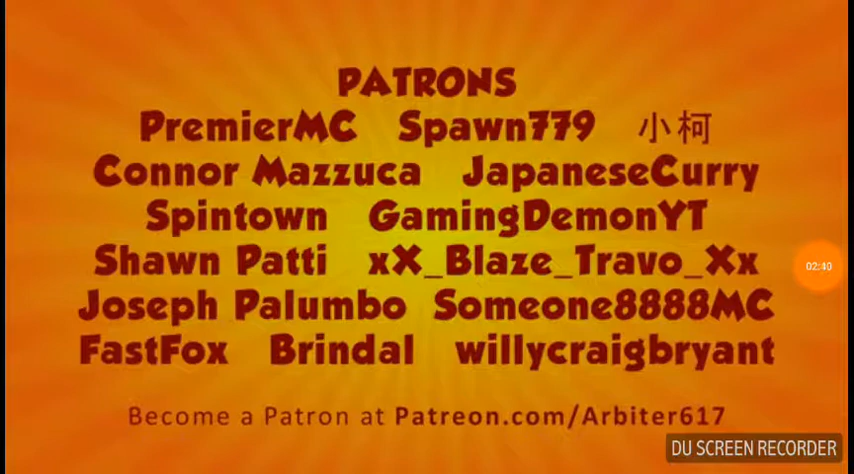 PATRONS
PremierMC Spawn779 小柯
Connor Mazzuca JapaneseCurry
Spintown GamingDemonYT
Shawn Patti xX_Blaze_Travo_Xx
02:40
Joseph Palumbo Someone8888MC
FastFox Brindal willycraigbryant
Become a Patron at Patreon.com/Arbiter617
DU SCREEN RECORDER